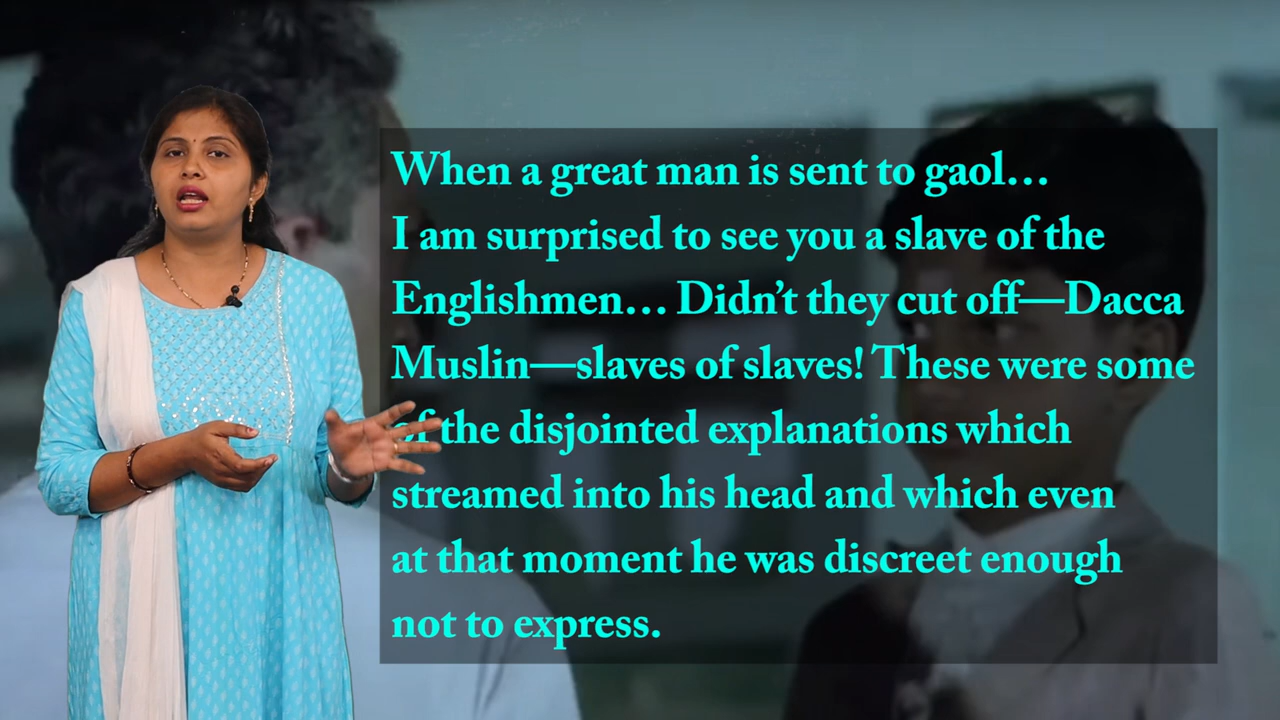 When a great man is sent to gaol…
I am surprised to see you a slave of the
Englishmen… Didn’t they cut off—Dacca
Muslin—slaves of slaves! These were some
of the disjointed explanations which
streamed into his head and which even
at that moment he was discreet enough
not to express.